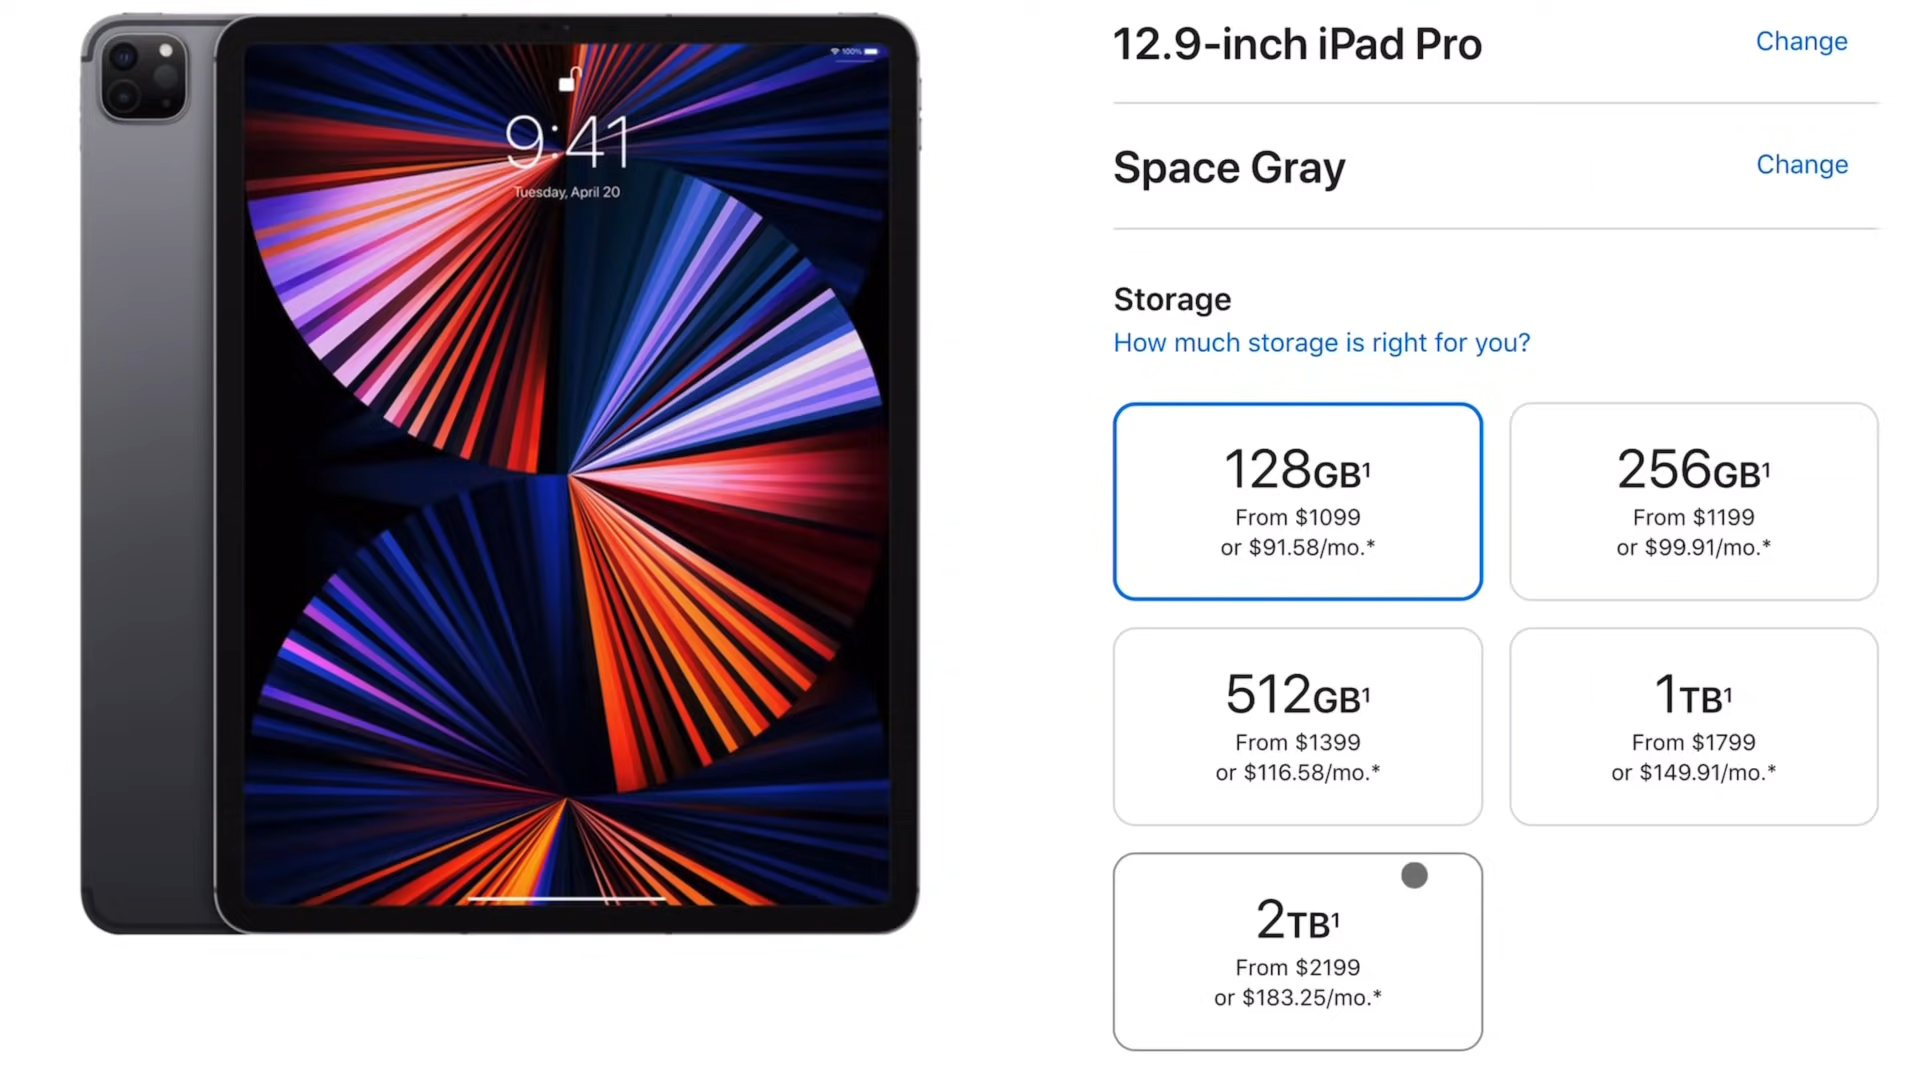 100%
9:41
Tuesday, April 20
12.9-inch iPad Pro
Change
Space Gray
Change
Storage
How much storage is right for you?
128GB¹
From $1099
or $91.58/mo.*
256GB¹
From $1199
or $99.91/mo.*
512GB¹
From $1399
or $116.58/mo.*
1TB¹
From $1799
or $149.91/mo.*
2TB¹
From $2199
or $183.25/mo.*